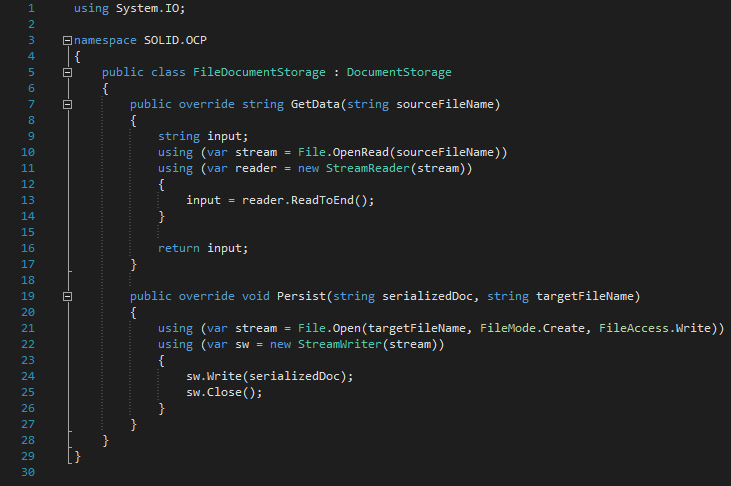 1 using System.IO;
2
3 namespace SOLID.OCP
4 {
5 public class FileDocumentStorage : DocumentStorage
6 {
7 public override string GetData(string sourceFileName)
8 {
9 string input;
10 using (var stream = File.OpenRead(sourceFileName))
11 using (var reader = new StreamReader(stream))
12 {
13 input = reader.ReadToEnd();
14 }
15
16 return input;
17 }
18
19 public override void Persist(string serializedDoc, string targetFileName)
20 {
21 using (var stream = File.Open(targetFileName, FileMode.Create, FileAccess.Write))
22 using (var sw = new StreamWriter(stream))
23 {
24 sw.Write(serializedDoc);
25 sw.Close();
26 }
27 }
28 }
29 }
30